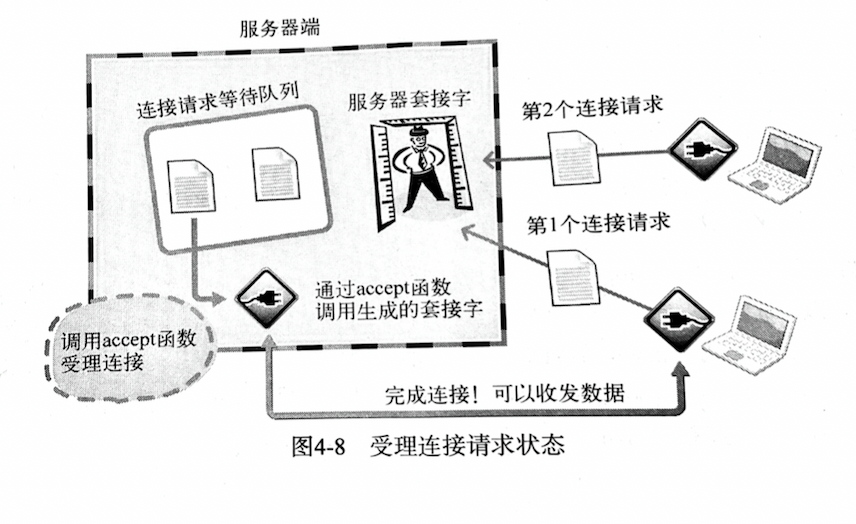 服务器端
连接请求等待队列
服务器套接字
第2个连接请求
第1个连接请求
通过accept函数
调用生成的套接字
调用accept函数
受理连接
完成连接！可以收发数据
图4-8 受理连接请求状态